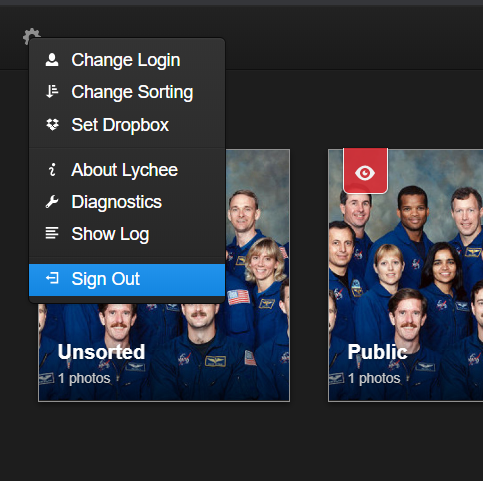 Change Login
Change Sorting
Set Dropbox
About Lychee
Diagnostics
Show Log
Sign Out
Unsorted
1 photos
Public
1 photos